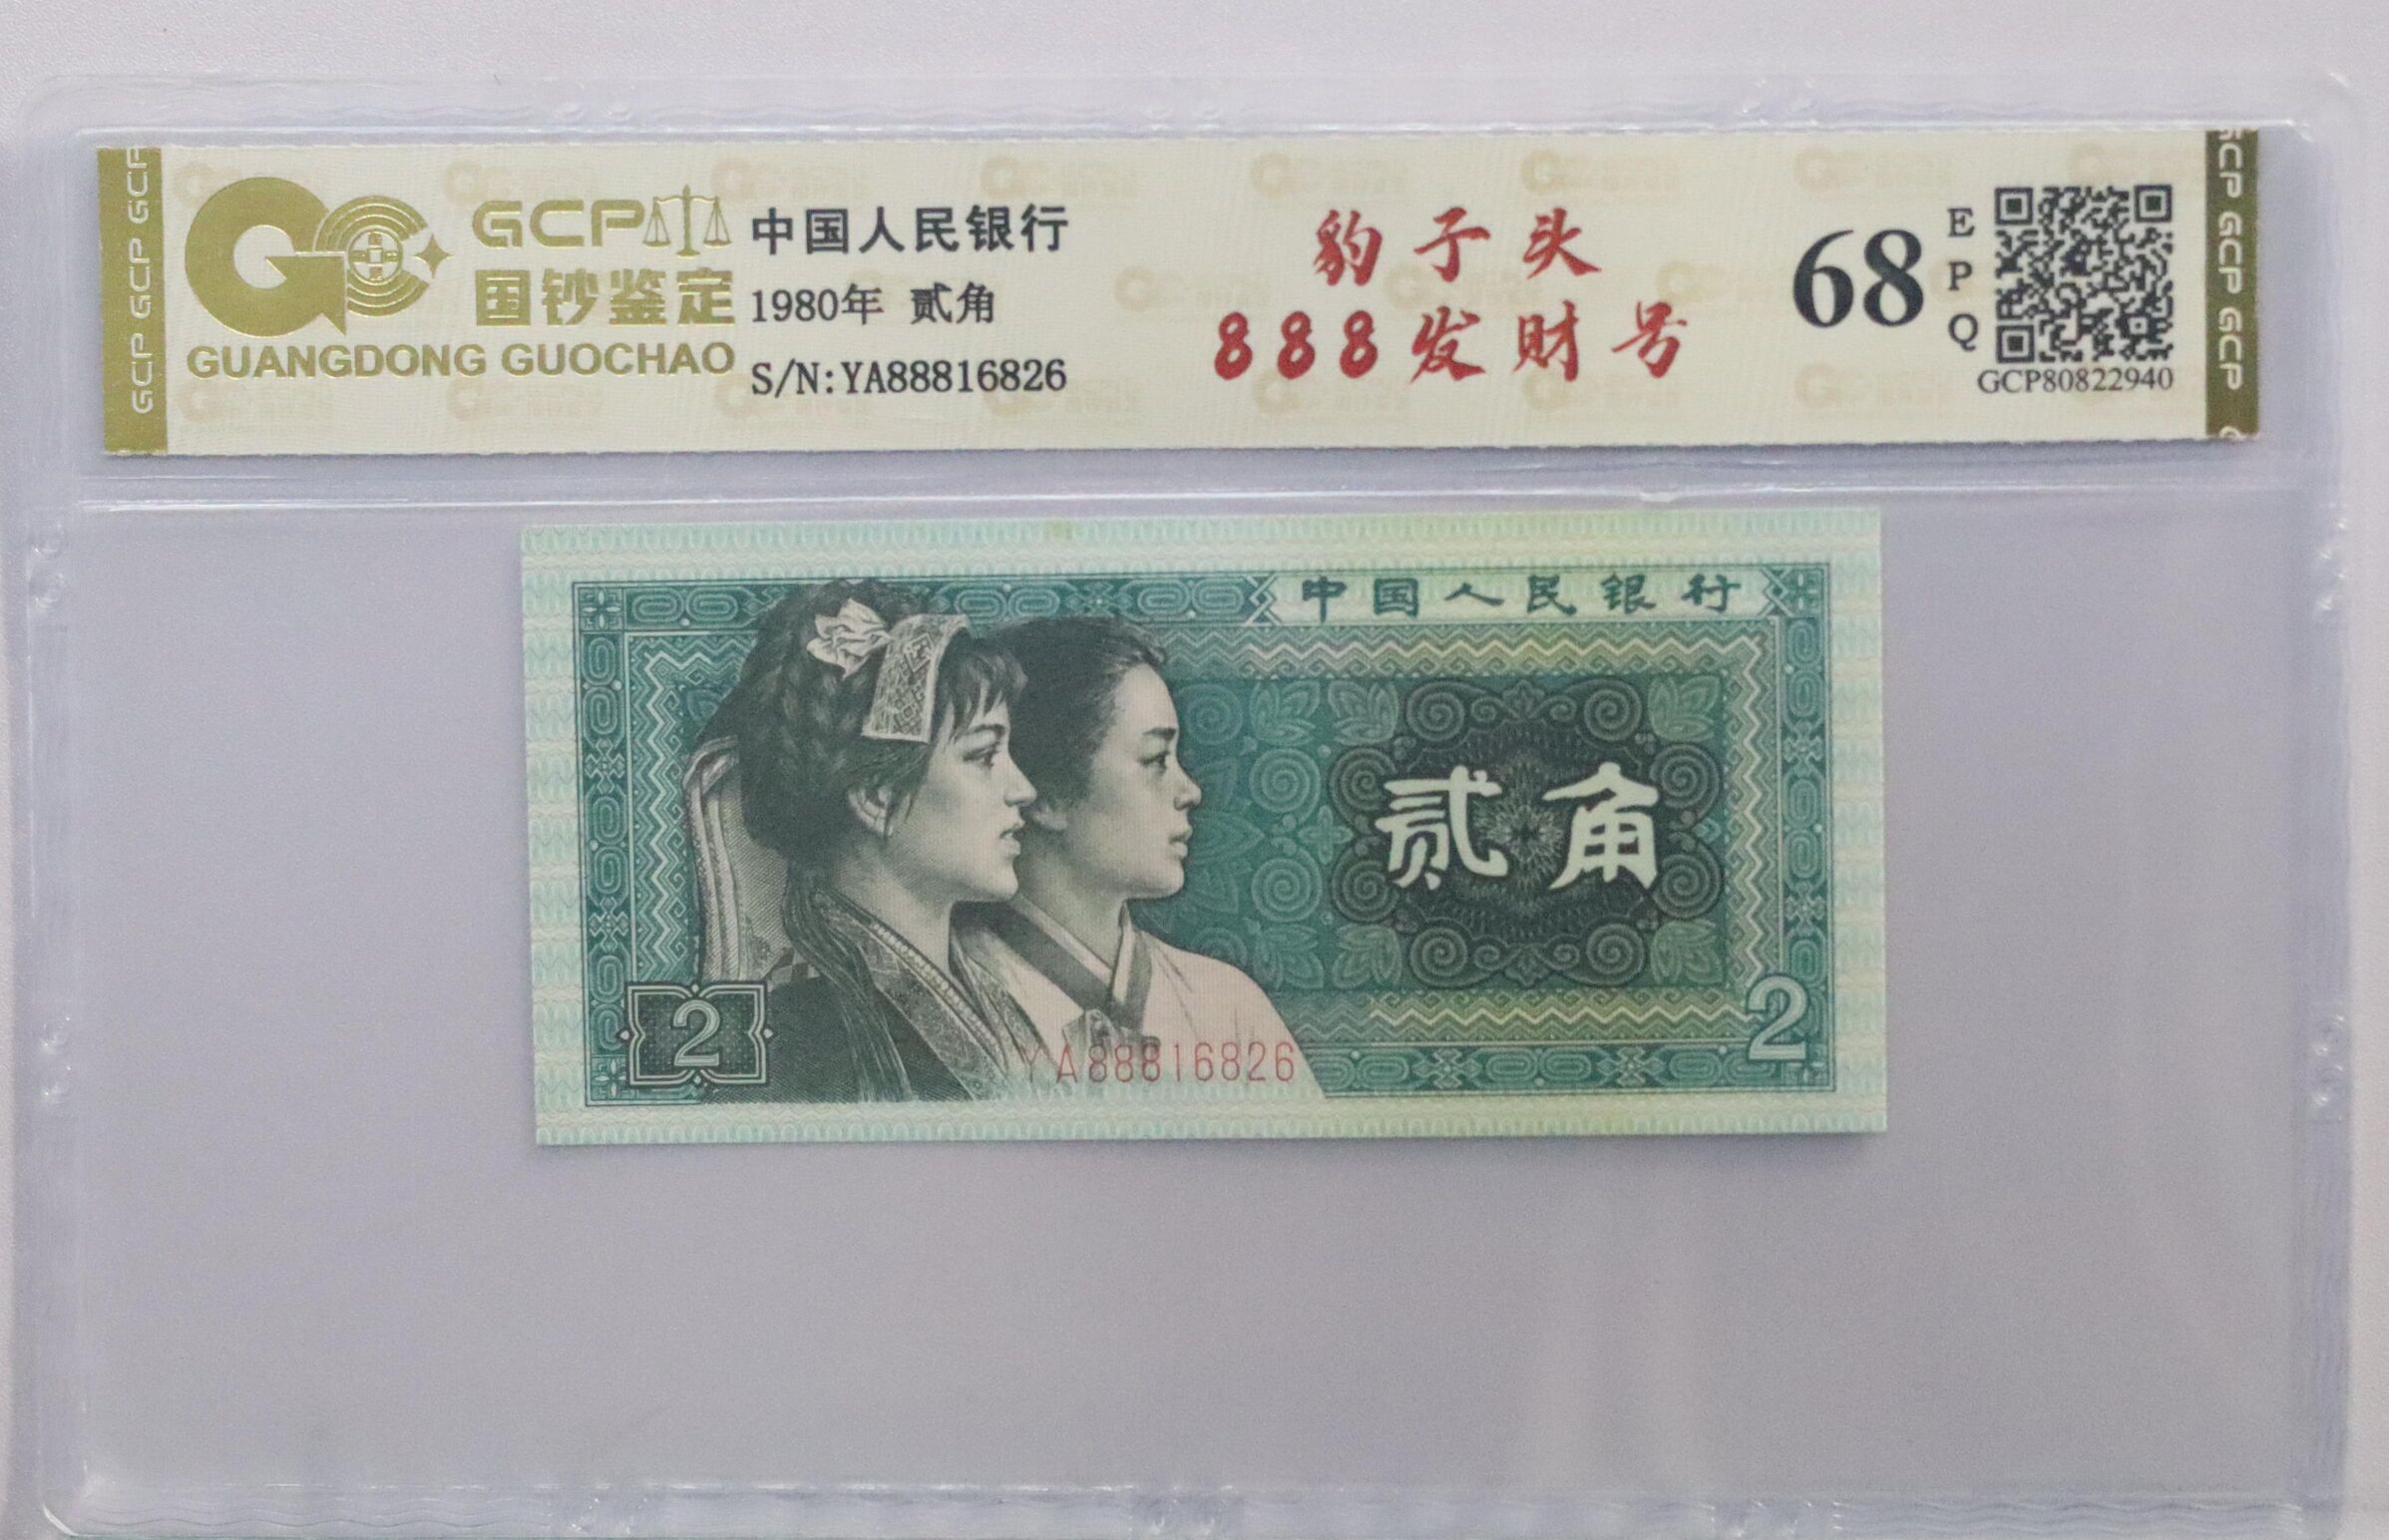 GCP GCP GCP
GCP
国钞鉴定
GUANGDONG GUOCHAO
中国人民银行
1980年 贰角
S/N:YA88816826
豹子头
888发财号
68
EPQ
GCP80822940
GCP GCP GCP
中国人民银行
贰角
2
YA88816826
2